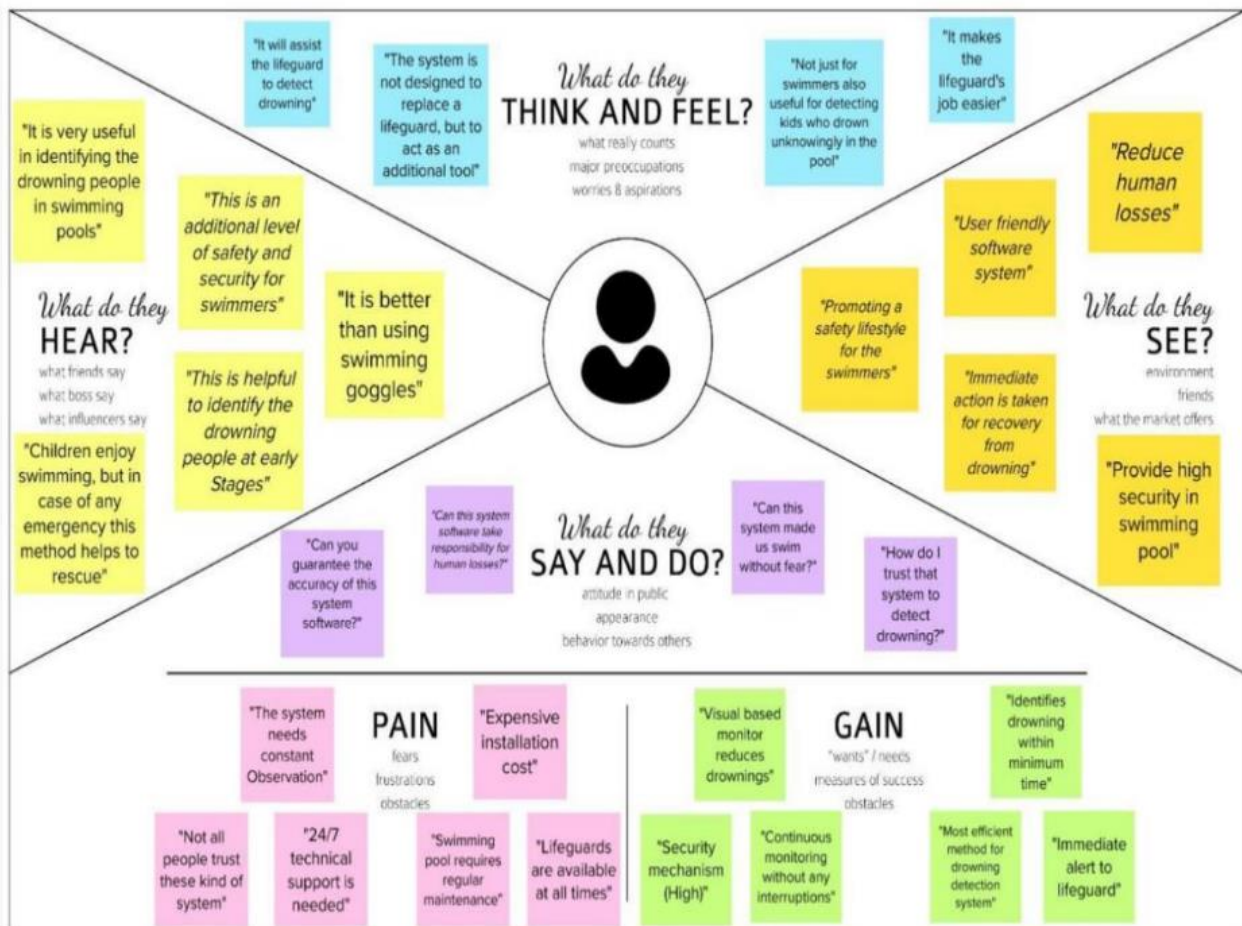 "It will assist
the lifeguard
to detect
drowning"
"The system is
not designed to
replace a
lifeguard, but to
act as an
additional tool"
What do they
THINK AND FEEL?
what really counts
major preoccupations
worries & aspirations
"Not just for
swimmers also
useful for detecting
kids who drown
unknowingly in the
pool"
"It makes
the
lifeguard's
job easier"
"It is very useful
in identifying the
drowning people
in swimming
pools"
"This is an
additional level
of safety and
security for
swimmers"
"It is better
than using
swimming
goggles"
What do they
HEAR?
what friends say
what boss say
what influencers say
"This is helpful
to identify the
drowning
people at early
Stages"
"Children enjoy
swimming, but in
case of any
emergency this
method helps to
rescue"
"Reduce
human
losses"
"User friendly
software
system"
"Promoting a
safety lifestyle
for the
swimmers"
What do they
SEE?
environment
friends
what the market offers
"Immediate
action is taken
for recovery
from
drowning"
"Provide high
security in
swimming
pool"
"Can you
guarantee the
accuracy of this
system
software?"
"Can this system
software take
responsibility for
human losses?"
What do they
SAY AND DO?
attitude in public
appearance
behavior towards others
"Can this
system made
us swim
without fear?"
"How do I
trust that
system to
detect
drowning?"
"The system
needs
constant
Observation"
PAIN
fears
frustrations
obstacles
"Expensive
installation
cost"
"Not all
people trust
these kind of
system"
"24/7
technical
support is
needed"
"Swimming
pool requires
regular
maintenance"
"Lifeguards
are available
at all times"
"Visual based
monitor
reduces
drownings"
GAIN
"wants" / needs
measures of success
obstacles
"Identifies
drowning
within
minimum
time"
"Security
mechanism
(High)"
"Continuous
monitoring
without any
interruptions"
"Most efficient
method for
drowning
detection
system"
"Immediate
alert to
lifeguard"